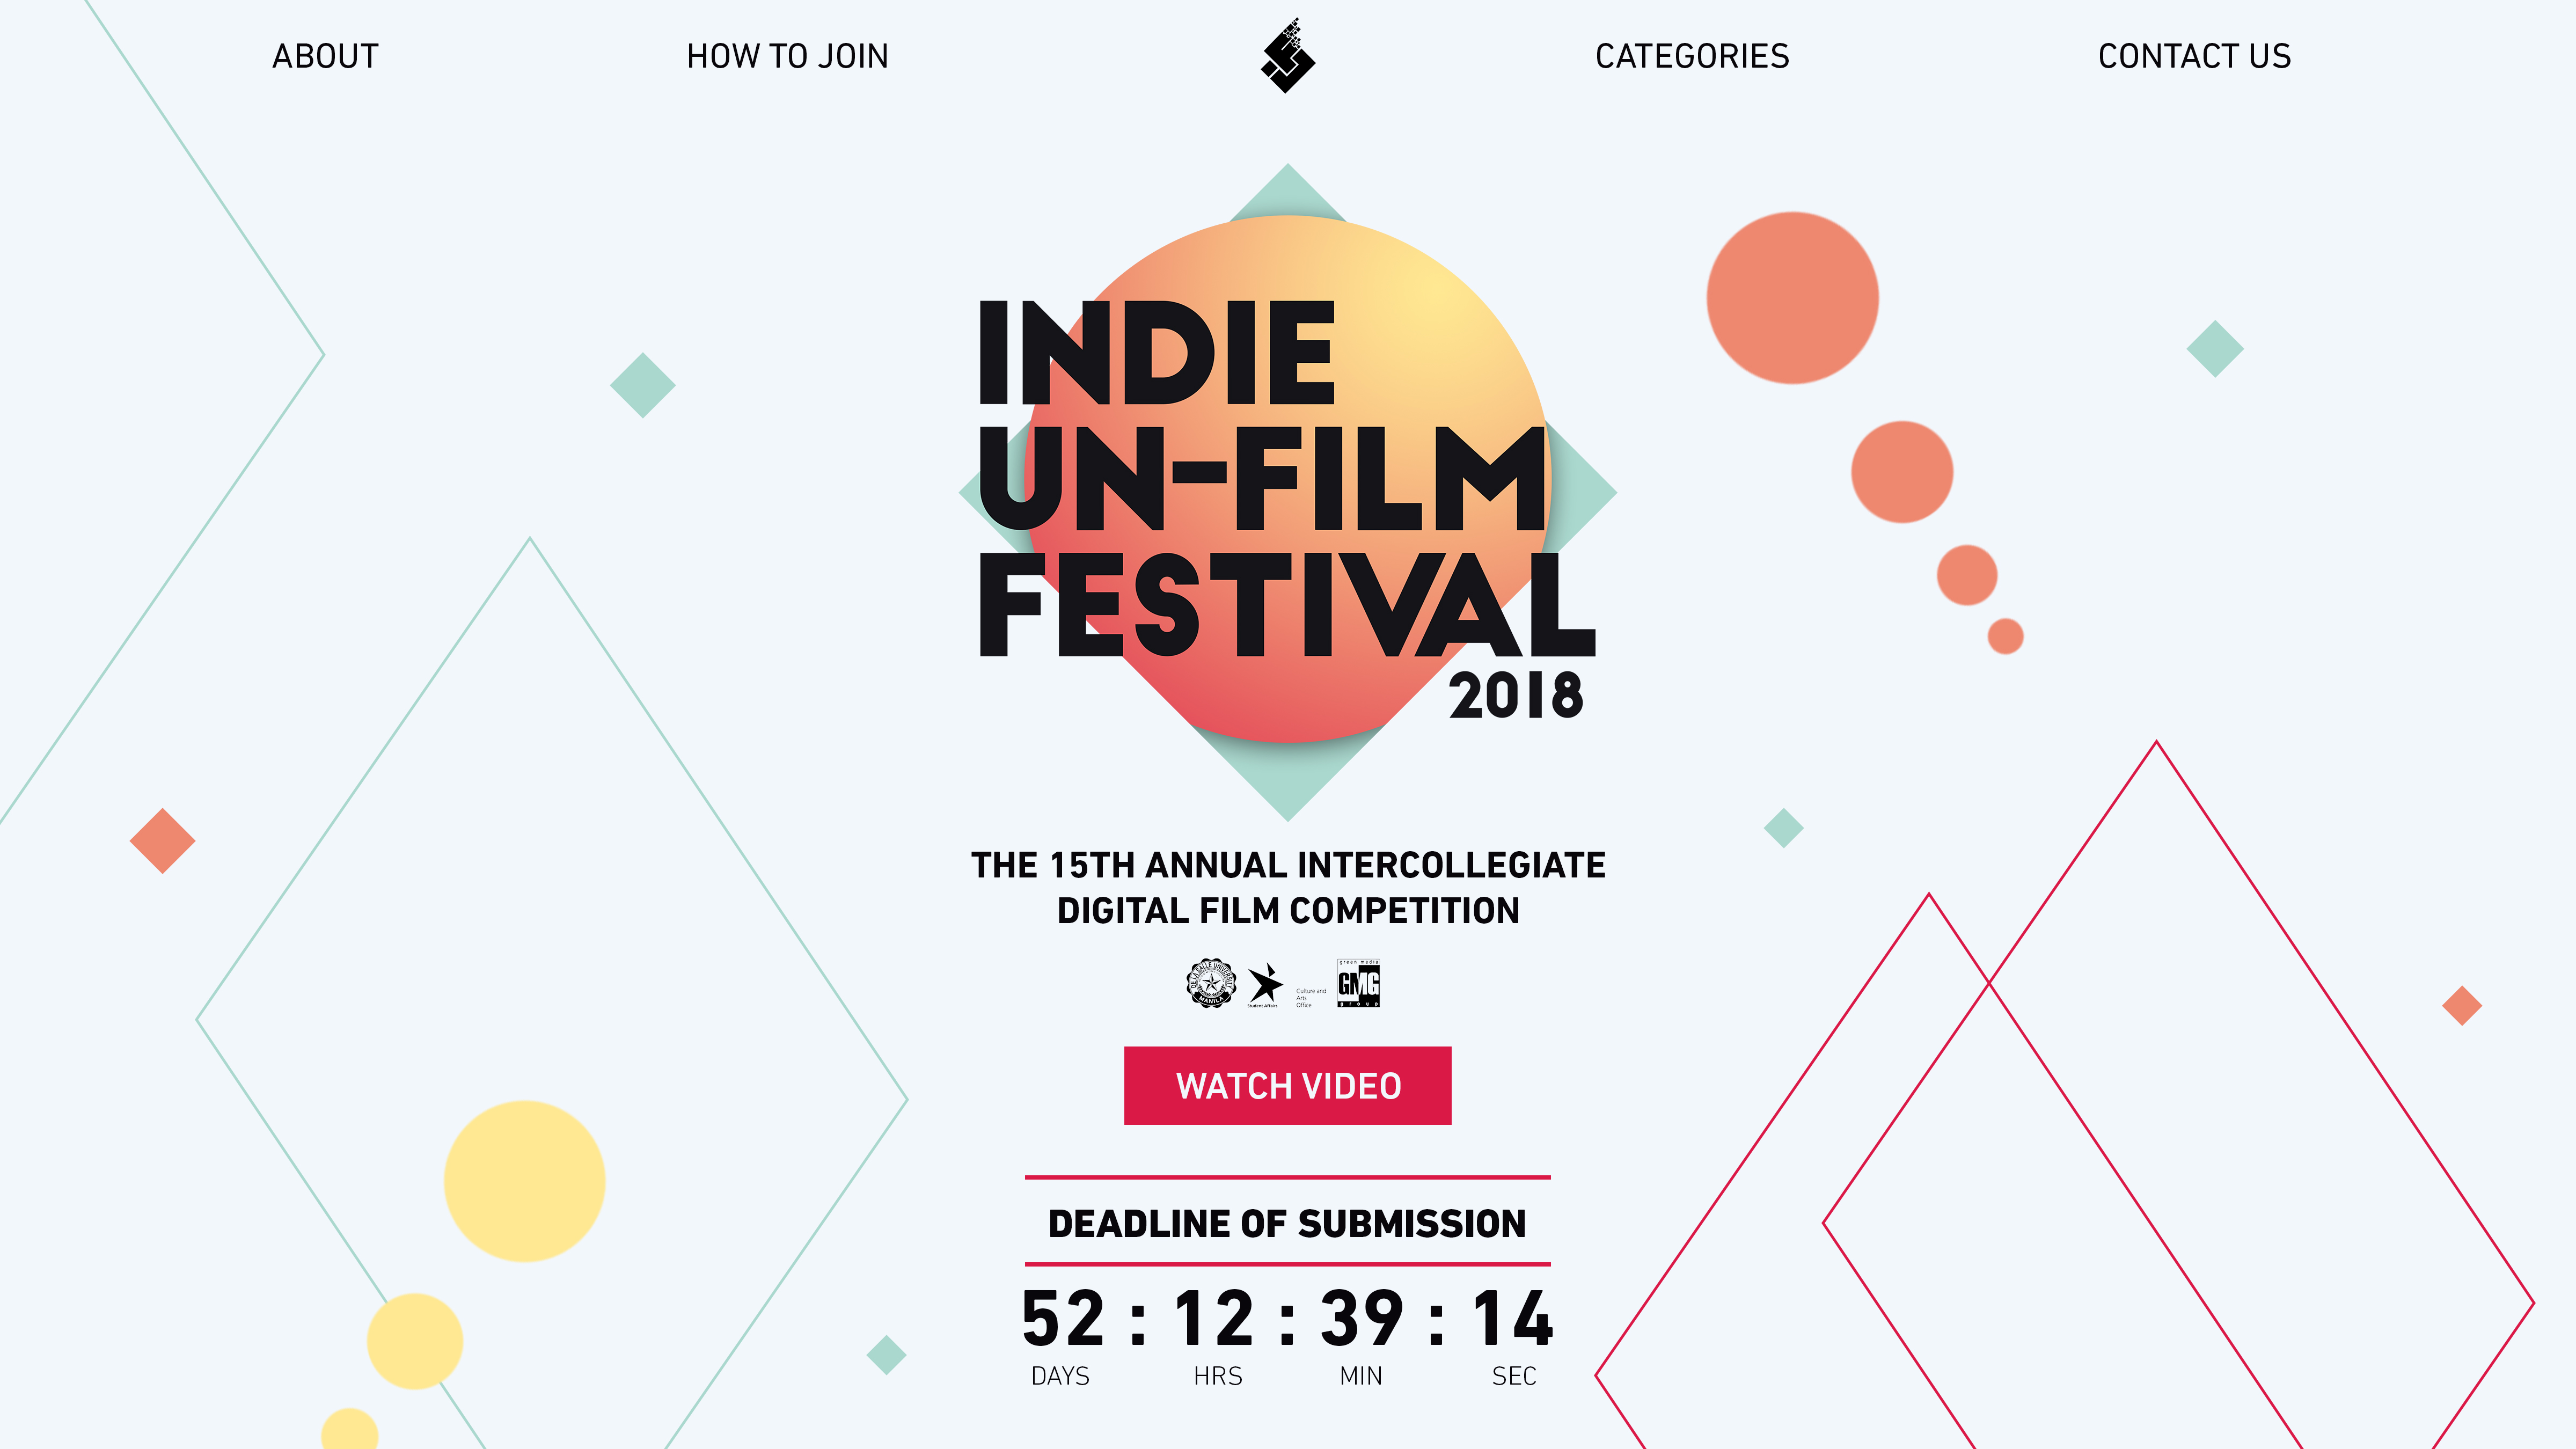 ABOUT
HOW TO JOIN
CATEGORIES
CONTACT US
INDIE
UN-FILM
FESTIVAL
2018
THE 15TH ANNUAL INTERCOLLEGIATE
DIGITAL FILM COMPETITION
DE LA SALLE UNIVERSITY
MANILA
Student Affairs
Culture and
Arts
Office
green media
GMG
group
WATCH VIDEO
DEADLINE OF SUBMISSION
52 : 12 : 39 : 14
DAYS HRS MIN SEC